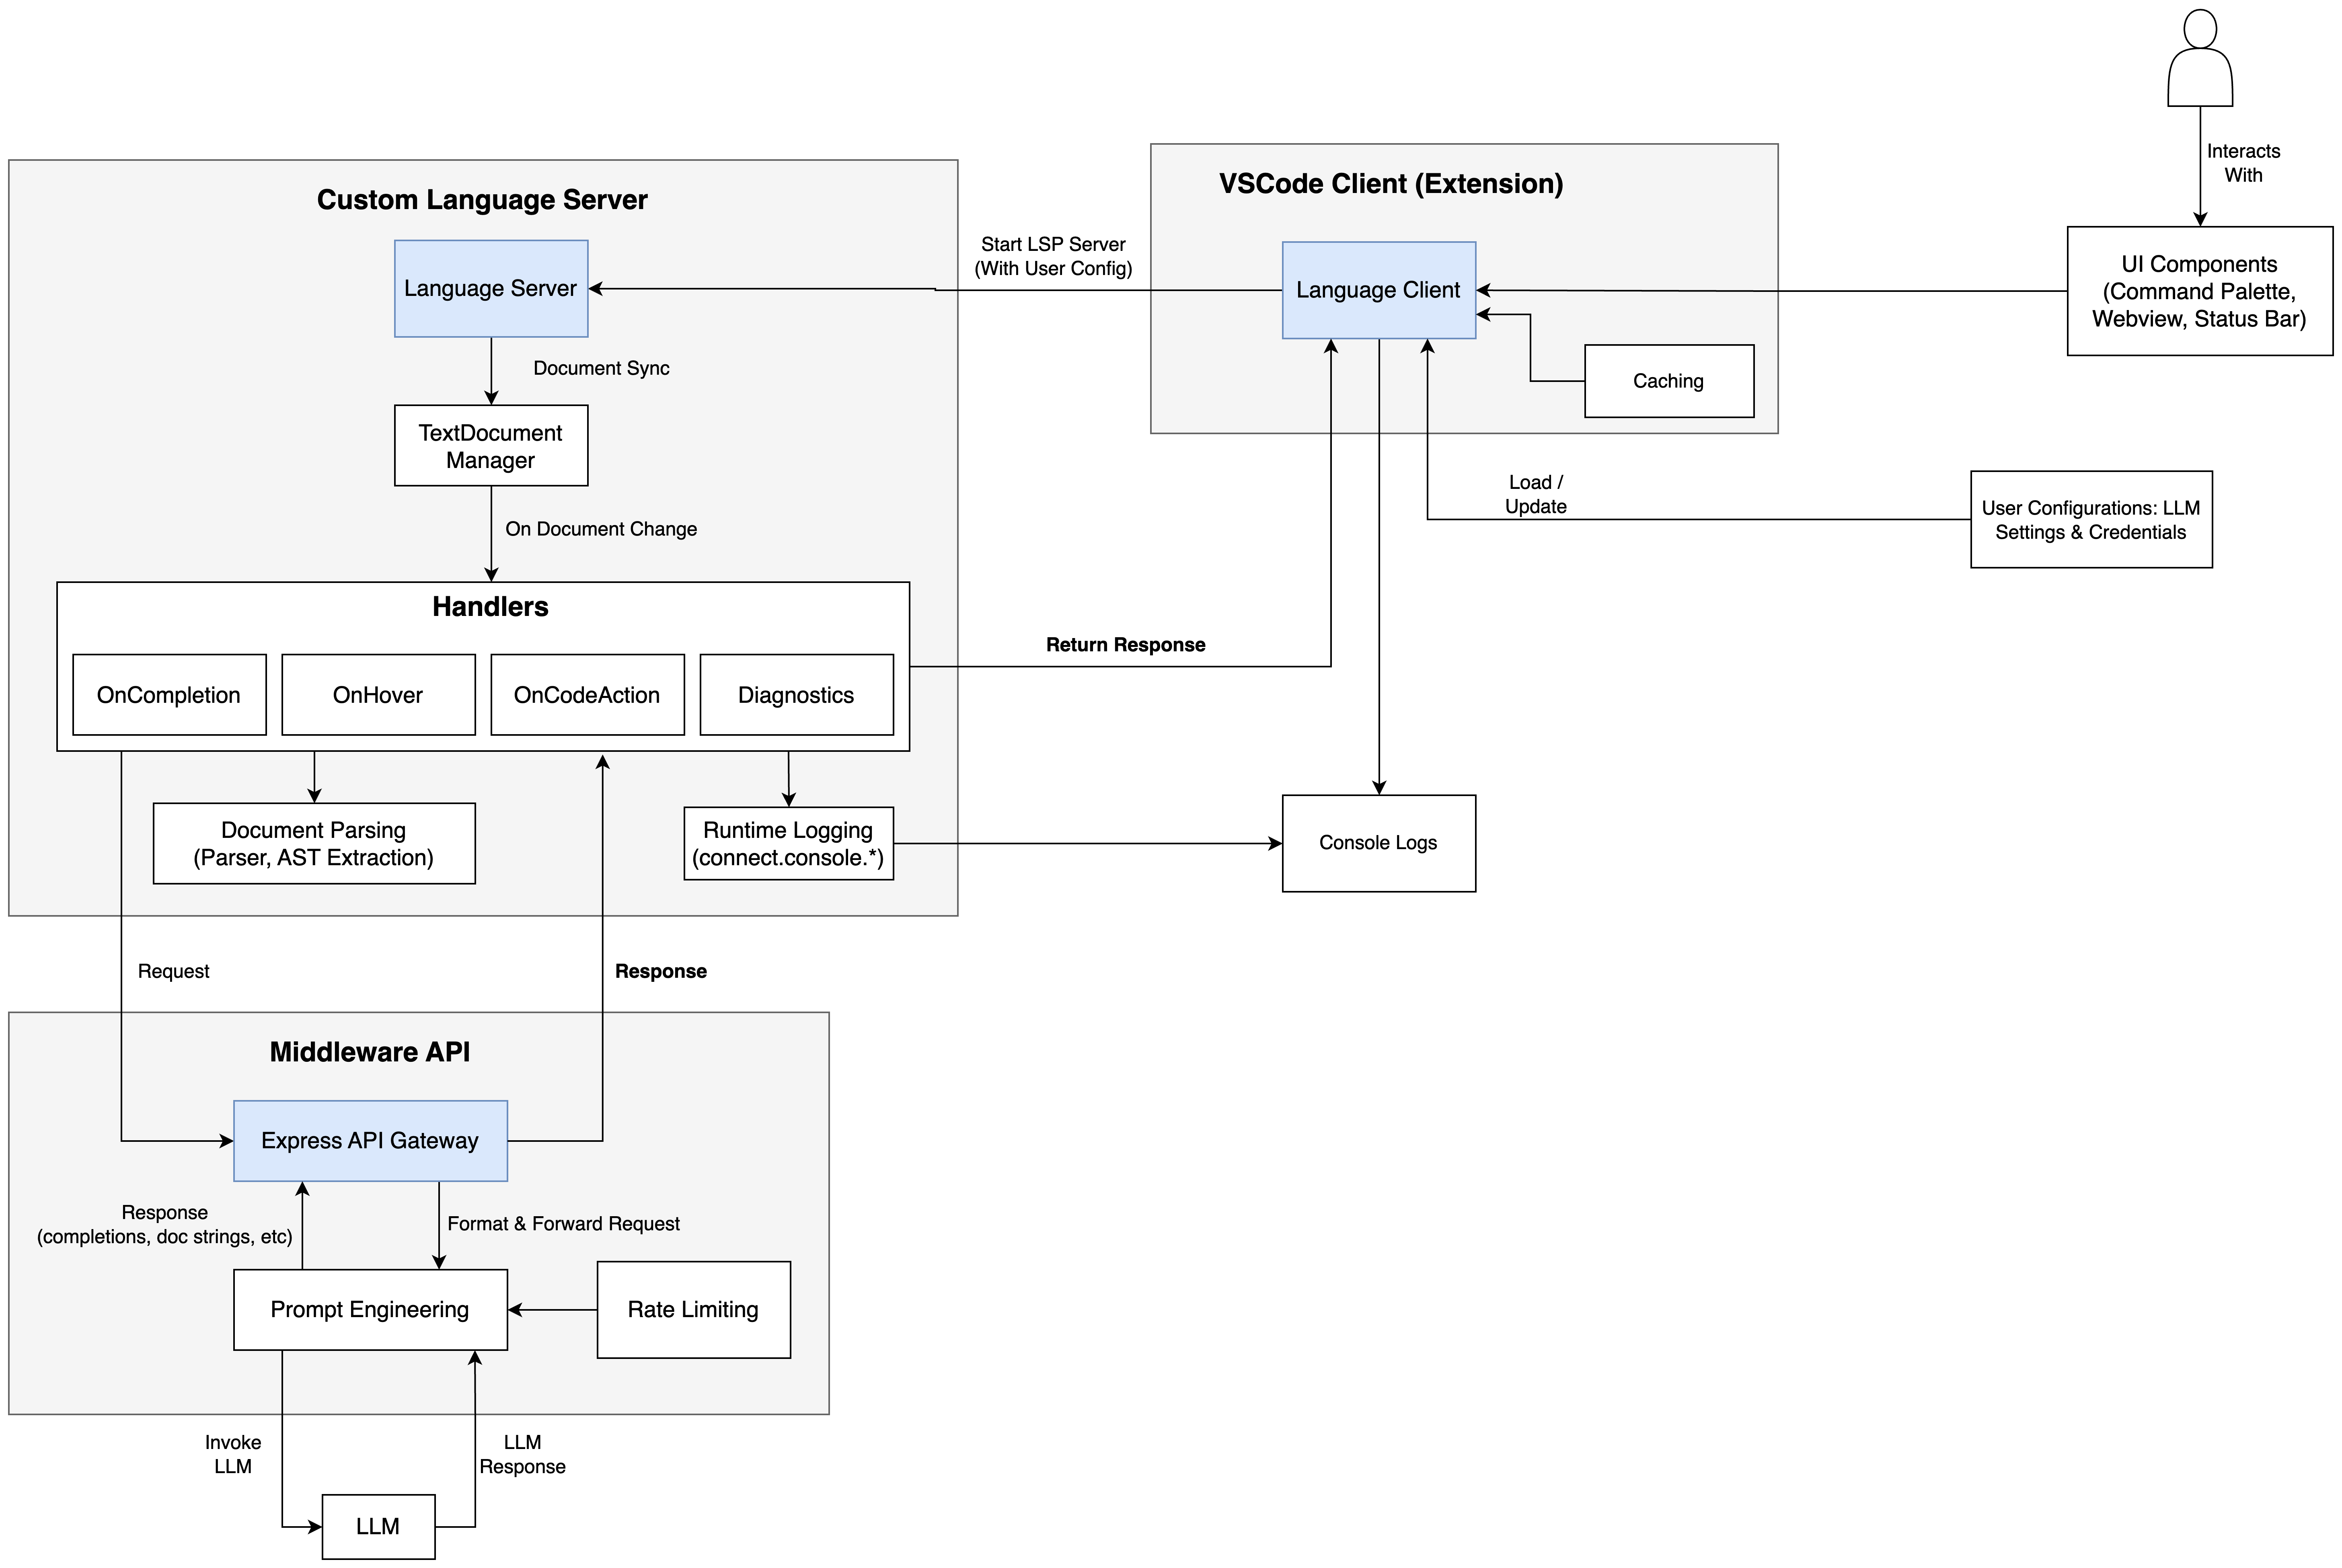 Interacts
With
UI Components
(Command Palette,
Webview, Status Bar)
VSCode Client (Extension)
Language Client
Caching
Start LSP Server
(With User Config)
Load /
Update
User Configurations: LLM
Settings & Credentials
Custom Language Server
Language Server
Document Sync
TextDocument
Manager
On Document Change
Handlers
OnCompletion
OnHover
OnCodeAction
Diagnostics
Return Response
Document Parsing
(Parser, AST Extraction)
Runtime Logging
(connect.console.*)
Console Logs
Request
Response
Middleware API
Express API Gateway
Response
(completions, doc strings, etc)
Format & Forward Request
Prompt Engineering
Rate Limiting
Invoke
LLM
LLM
Response
LLM